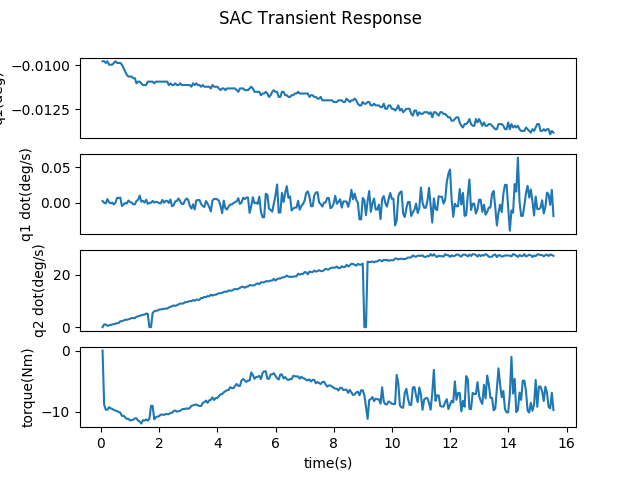 SAC Transient Response
−0.0100
−0.0125
q1(deg)
0.05
0.00
q1 dot(deg/s)
20
0
q2 dot(deg/s)
0
−10
torque(Nm)
0 2 4 6 8 10 12 14 16
time(s)